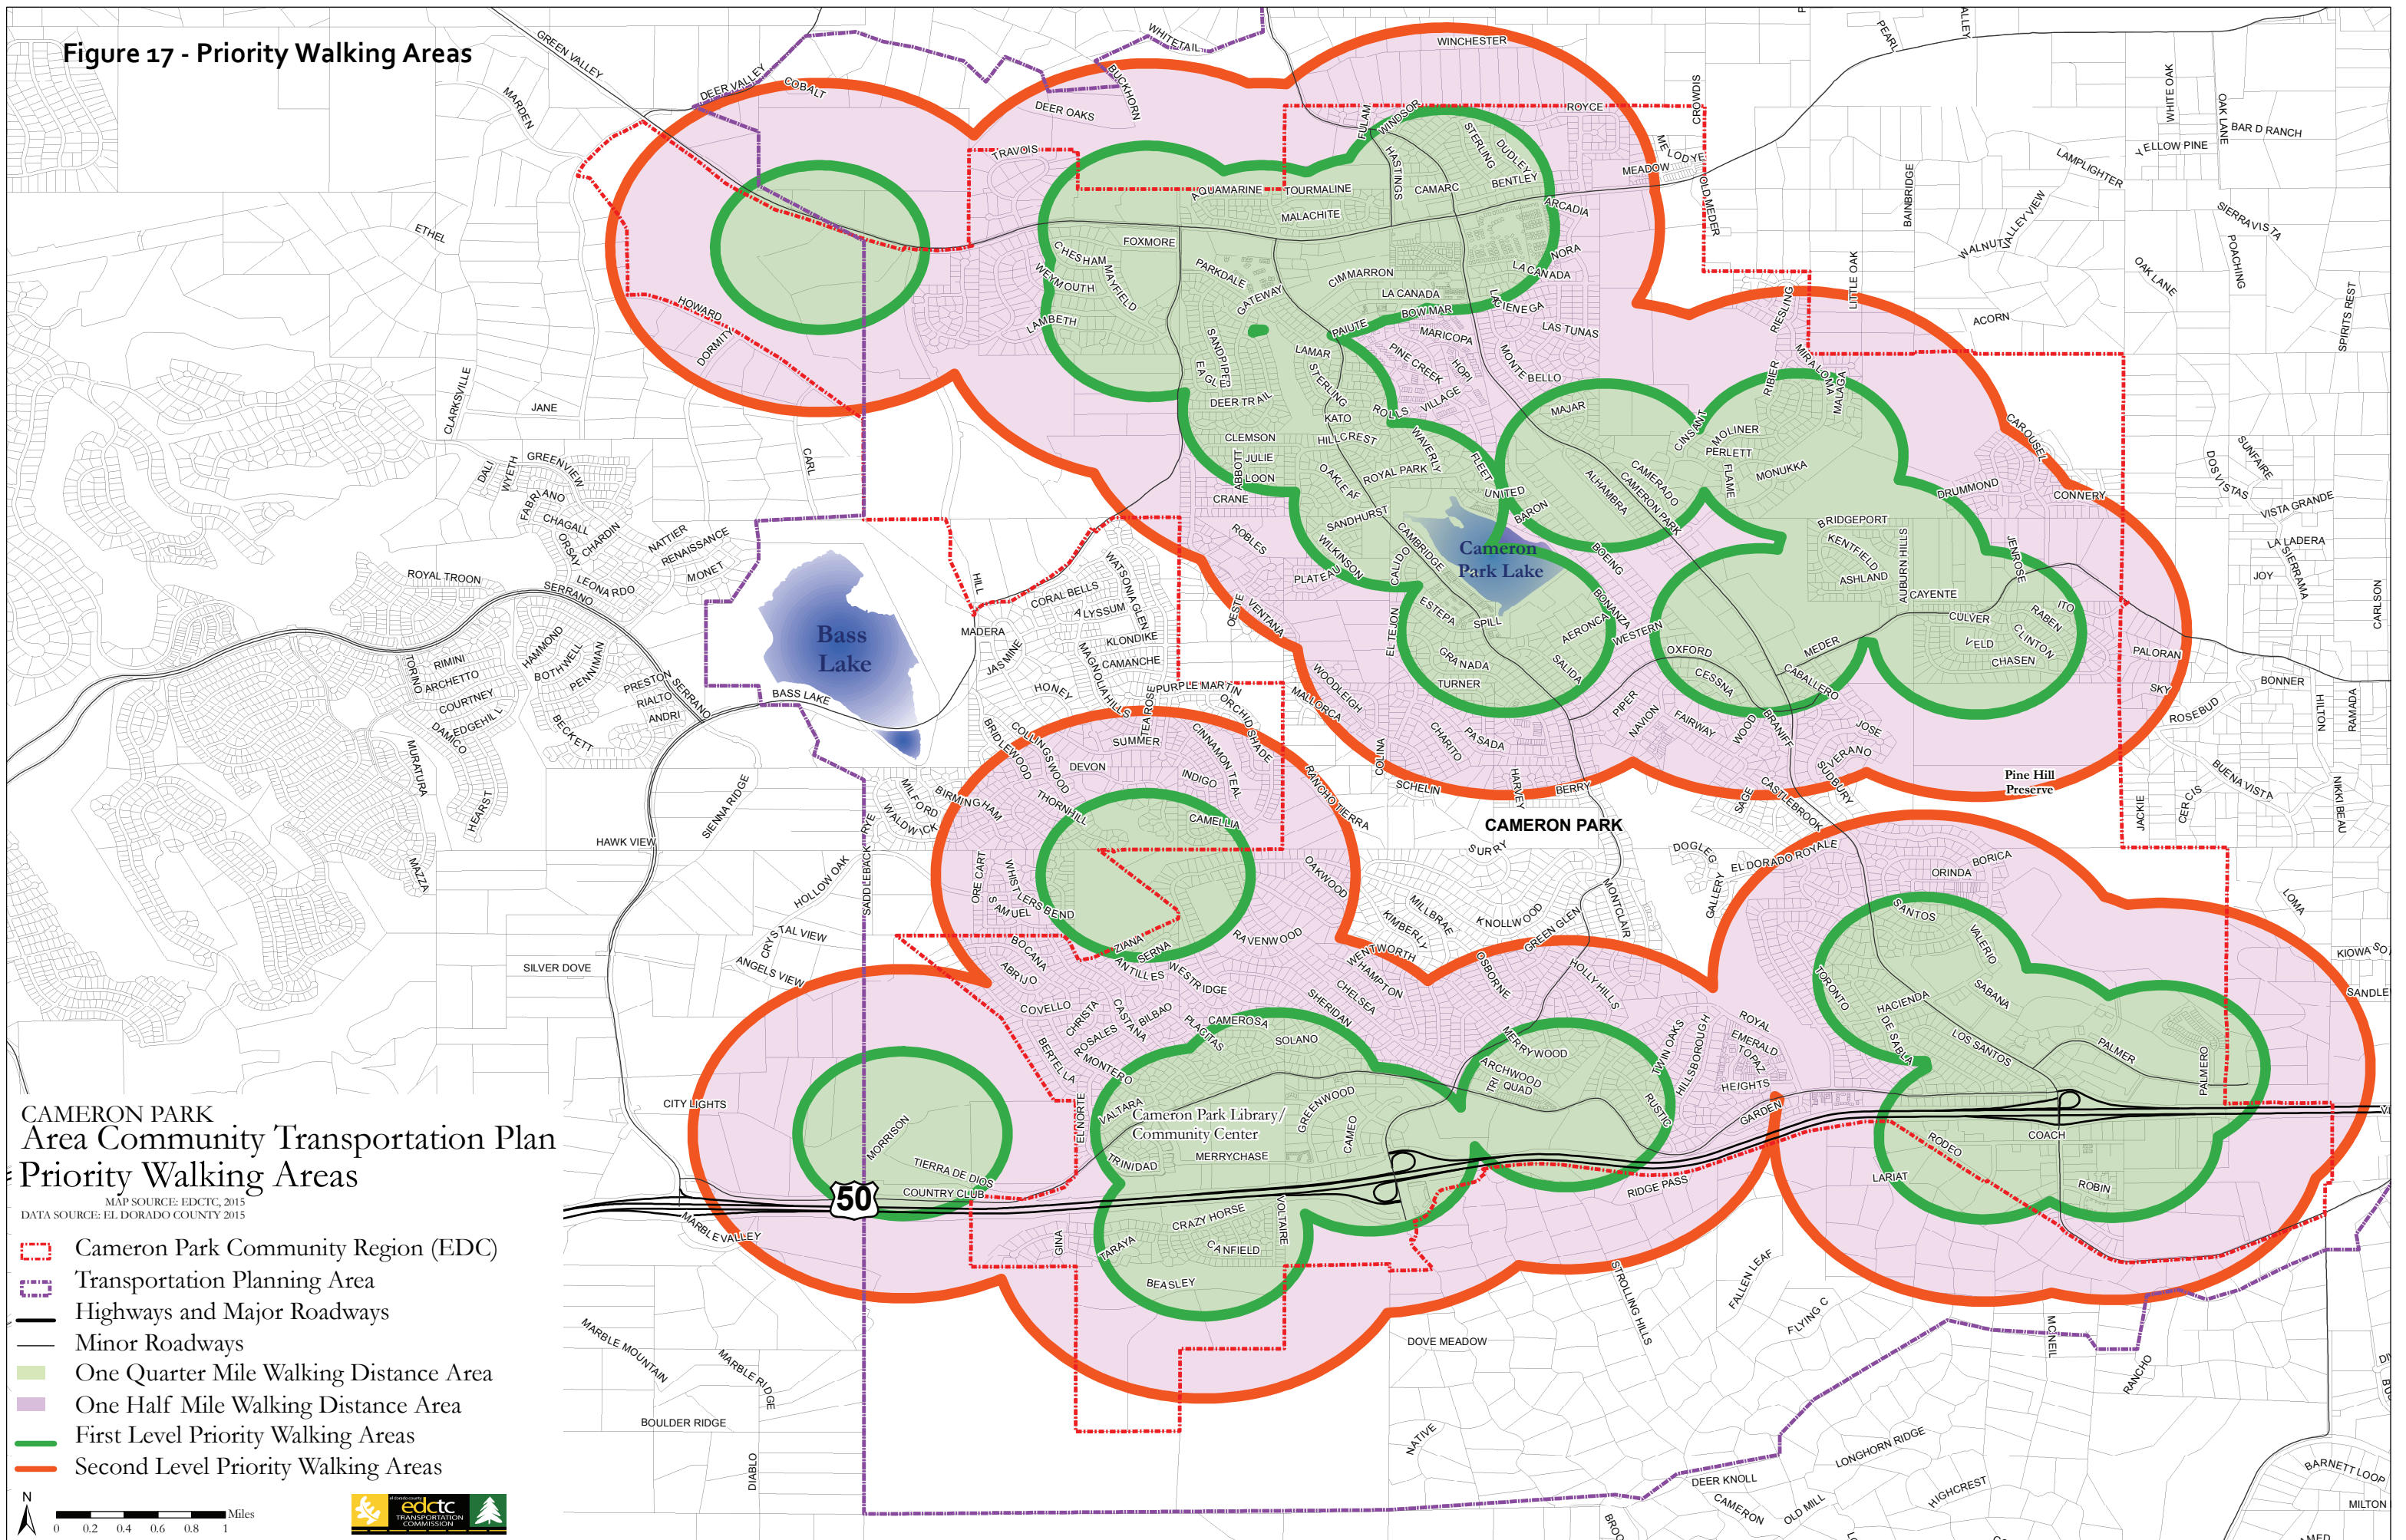 Figure 17 - Priority Walking Areas
GREEN VALLEY
MARDEN
DEER VALLEY
COBALT
WHITETAIL
BUCKHORN
DEER OAKS
TRAVOIS
WINCHESTER
FULAM
WINDSOR
ROYCE
CROWDIS
PEARL
ALLEY
WHITE OAK
OAK LANE
BAR D RANCH
YELLOW PINE
LAMPLIGHTER
MELODYE
MEADOW
OLD MEDER
STERLING
DUDLEY
BENTLEY
HASTINGS
CAMARC
AQUAMARINE
TOURMALINE
MALACHITE
ARCADIA
BAINBRIDGE
VALLEY VIEW
WALNUT
SIERRAVISTA
POACHING
OAK LANE
SPIRITS REST
ETHEL
HOWARD
DORMITY
FOXMORE
CHESHAM
WEYMOUTH
MAYFIELD
LAMBETH
PARKDALE
GATEWAY
CIMMARRON
LA CANADA
LACANADA
NORA
LA CIENEGA
BOWMAR
PAIUTE
MARICOPA
LAS TUNAS
LITTLE OAK
RIESLING
ACORN
SANDPIPER
EAGLE
LAMAR
STERLING
PINE CREEK
HOPI
MONTE BELLO
MIRALOMA
RIBIER
MALAGA
CLARKSVILLE
JANE
DEER TRAIL
KATO
ROLLS
VILLAGE
MAJAR
CINSANT
MOLINER
PERLETT
CAROUSEL
CARL
CLEMSON
HILLCREST
WAVERLY
JULIE
ABBOTT
LOON
CRANE
OAKLEAF
ROYAL PARK
FLEET
UNITED
BARON
ALHAMBRA
CAMERADO
CAMERON PARK
FLAME
MONUKKA
DRUMMOND
CONNERY
SUNFAIRE
DOS VISTAS
VISTA GRANDE
DALI
WYETH
GREENVIEW
FABRIANO
CHAGALL
CHARDIN
ORSAY
NATTIER
RENAISSANCE
MONET
LEONARDO
ROYAL TROON
SERRANO
ROBLES
SANDHURST
WILKINSON
PLATEAU
CALIDO
CAMBRIDGE
Cameron
Park Lake
BOEING
BRIDGEPORT
KENTFIELD
ASHLAND
AUBURN HILLS
JENROSE
LA LADERA
SIERRAMA
JOY
CARLSON
HILL
WATSONIA GLEN
CORAL BELLS
ALYSSUM
MADERA
JASMINE
KLONDIKE
CAMANCHE
MAGNOLIA HILLS
HONEY
TEA ROSE
PURPLE MARTIN
ORCHID SHADE
OESTE
VENTANA
EL TEJON
ESTEPA
SPILL
BONANZA
AERONCA
WESTERN
GRANADA
SALIDA
TURNER
OXFORD
CESSNA
CAYENTE
CULVER
ITO
RABEN
CLINTON
VELD
CHASEN
MEDER
CABALLERO
PALORAN
SKY
BONNER
HILTON
RAMADA
ROSEBUD
Bass
Lake
BASS LAKE
TORINO
RIMINI
ARCHETTO
COURTNEY
EDGEHILL
DAMICO
HAMMOND
BOTHWELL
PENNIMAN
BECKETT
PRESTON
RIALTO
ANDRI
SERRANO
MURATURA
HEARST
MAZZA
HAWK VIEW
SIENNA RIDGE
WOODLEIGH
MALLORCA
COLINA
CHARITO
PASADA
SCHELIN
HARVEY
BERRY
PIPER
NAVION
FAIRWAY
WOOD
BRANIFF
JOSE
VERANO
SUDBURY
CASTLEBROOK
SAGE
Pine Hill
Preserve
JACKIE
CERCIS
BUENA VISTA
NIKKI BEAU
BRIDLEWOOD
COLLINGSWOOD
SUMMER
DEVON
CINNAMON TEAL
INDIGO
THORNHILL
CAMELLIA
RANCHO TIERRA
MILFORD
WALDWICK
BIRMINGHAM
RYE
SADDLEBACK
HOLLOW OAK
CRYSTAL VIEW
ANGELS VIEW
SILVER DOVE
CAMERON PARK
SURRY
DOGLEG
EL DORADO ROYALE
BORICA
ORINDA
GALLERY
LOMA
ORE CART
WHISTLERS BEND
SAMUEL
OAKWOOD
MILLBRAE
KIMBERLY
KNOLLWOOD
MONTCLAIR
GREEN GLEN
SANTOS
VALERIO
KIOWA
SANDLE
ZIANA
SERNA
RAVENWOOD
WENTWORTH
BOCANA
ABRIJO
ANTILLES
WESTRIDGE
HAMPTON
CHELSEA
SHERIDAN
OSBORNE
HOLLY HILLS
TORONTO
HACIENDA
SABANA
DE SABLA
LOS SANTOS
PALMER
PALMERO
COVELLO
CHRISTA
CASTANA
BILBAO
ROSALES
MONTERO
BERTELLA
PLACITAS
CAMEROSA
SOLANO
MERRYWOOD
ARCHWOOD
QUAD
TWIN OAKS
HILLSBOROUGH
ROYAL
EMERALD
TOPAZ
HEIGHTS
GARDEN
RUSTIC
CITY LIGHTS
MORRISON
TIERRA DE DIOS
COUNTRY CLUB
EL NORTE
VALTARA
Cameron Park Library/
Community Center
GREENWOOD
CAMEO
MERRYCHASE
TRINIDAD
50
MARBLE VALLEY
RIDGE PASS
COACH
RODEO
LARIAT
ROBIN
GINA
TARAYA
CRAZY HORSE
CANFIELD
VOLTAIRE
BEASLEY
DOVE MEADOW
STROLLING HILLS
FALLEN LEAF
FLYING C
MCNEIL
RANCHO
MARBLE MOUNTAIN
MARBLE RIDGE
BOULDER RIDGE
DIABLO
NATIVE
DEER KNOLL
CAMERON
OLD MILL
LONGHORN RIDGE
HIGHCREST
BARNETT LOOP
MILTON
CAMERON PARK
Area Community Transportation Plan
Priority Walking Areas
MAP SOURCE: EDCTC, 2015
DATA SOURCE: EL DORADO COUNTY 2015
Cameron Park Community Region (EDC)
Transportation Planning Area
Highways and Major Roadways
Minor Roadways
One Quarter Mile Walking Distance Area
One Half Mile Walking Distance Area
First Level Priority Walking Areas
Second Level Priority Walking Areas
N
Miles
0 0.2 0.4 0.6 0.8 1
el dorado county
edctc
TRANSPORTATION
COMMISSION